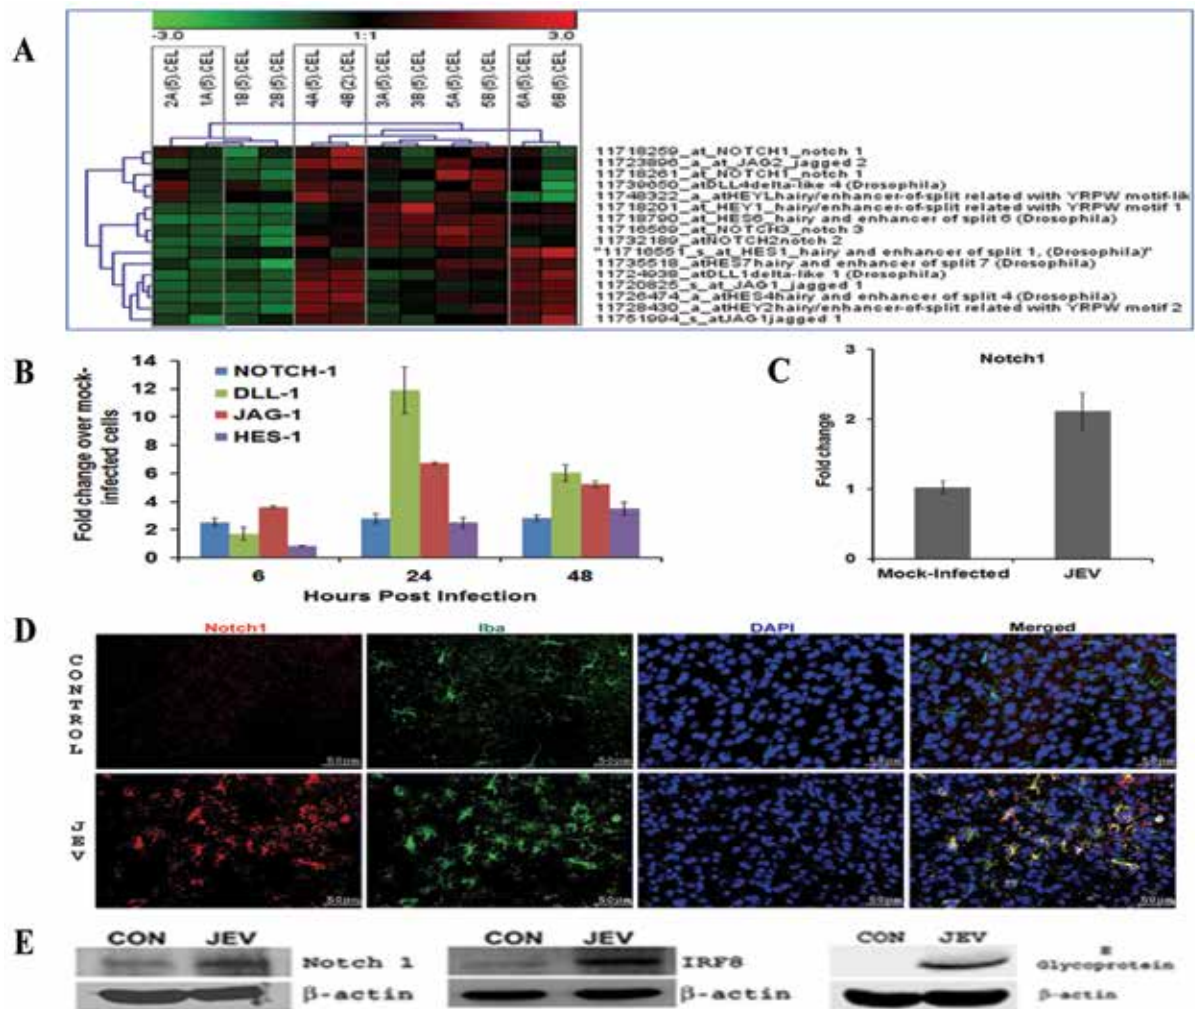 A
-3.0 1:1 3.0
2A(5).CEL
1A(5).CEL
1B(5).CEL
2B(5).CEL
4A(5).CEL
4B(2).CEL
3A(5).CEL
3B(5).CEL
5A(5).CEL
5B(5).CEL
6A(5).CEL
6B(5).CEL
11718259_at_NOTCH1_notch 1
11723896_a_at_JAG2_jagged 2
11718261_at_NOTCH1_notch 1
11739659_atDLL4delta-like 4 (Drosophila)
11748322_a_atHEYLhairy/enhancer-of-split related with YRPW motif-lik
11718201_at_HEY1_hairy/enhancer-of-split related with YRPW motif 1
11718790_at_HES6_hairy and enhancer of split 6 (Drosophila)
11716569_at_NOTCH3_notch 3
11732189_atNOTCH2notch 2
"11716551_s_at_HES1_hairy and enhancer of split 1, (Drosophila)"
11735518_atHES7hairy and enhancer of split 7 (Drosophila)
11724938_atDLL1delta-like 1 (Drosophila)
11720825_s_at_JAG1_jagged 1
11726474_a_atHES4hairy and enhancer of split 4 (Drosophila)
11728430_a_atHEY2hairy/enhancer-of-split related with YRPW motif 2
11751994_s_atJAG1jagged 1
B
Fold change over mock-
infected cells
14
12
10
8
6
4
2
0
NOTCH-1
DLL-1
JAG-1
HES-1
6 24 48
Hours Post Infection
C
Notch1
Fold change
3
2
1
0
Mock-Infected JEV
D
Notch1 Iba DAPI Merged
CONTROL
50µm 50µm 50µm 50µm
JEV
50µm 50µm 50µm 50µm
E
CON JEV CON JEV CON JEV
Notch 1 IRF8 E
Glycoprotein
β-actin β-actin β-actin